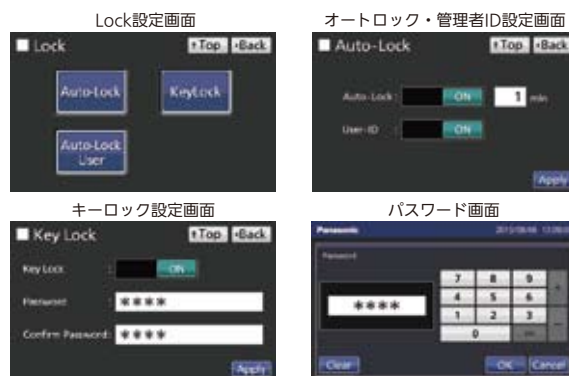 Lock設定画面
Lock
Top
Back
Auto-Lock
KeyLock
Auto-Lock
User
オートロック・管理者ID設定画面
Auto-Lock
Top
Back
Auto-Lock :
ON
1 min
User-ID :
ON
Apply
キーロック設定画面
Key Lock
Top
Back
Key Lock :
ON
Password : ****
Confirm Password: ****
Apply
パスワード画面
Panasonic
Password
****
7 8 9
4 5 6
1 2 3
0
Clear
OK
Cancel